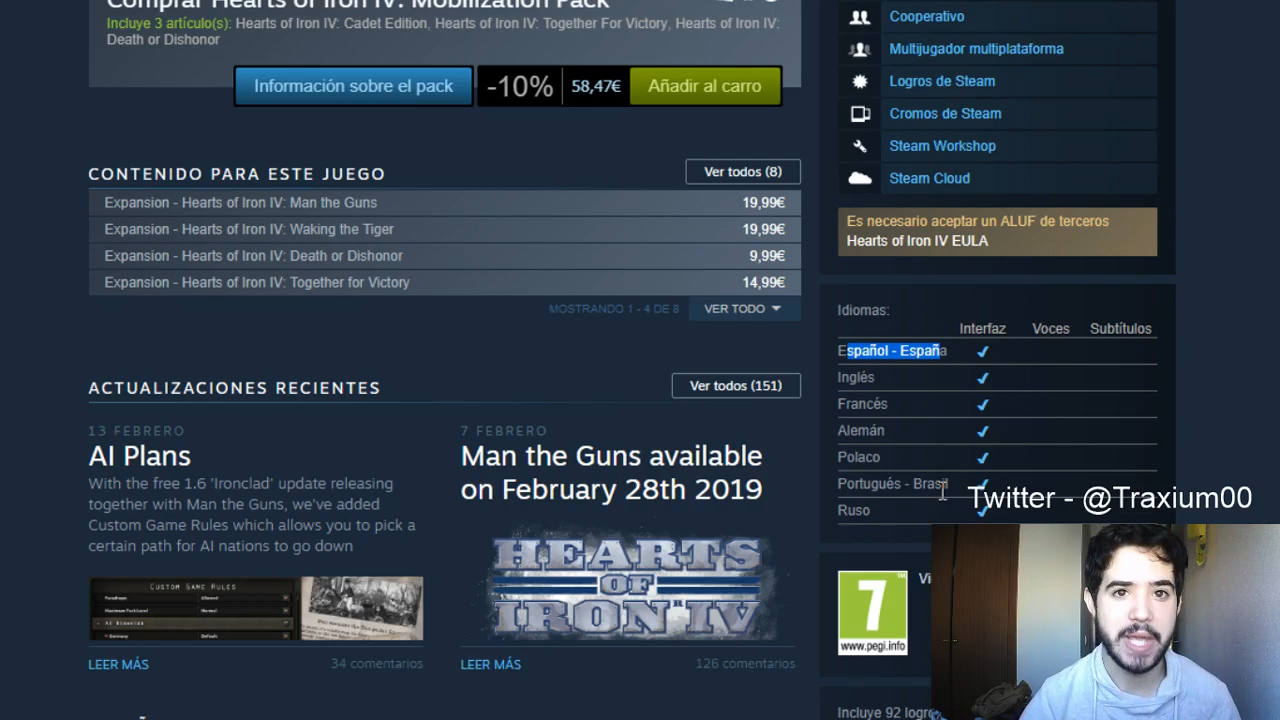 Comprar Hearts of Iron IV: Mobilization Pack
Incluye 3 artículo(s): Hearts of Iron IV: Cadet Edition, Hearts of Iron IV: Together For Victory, Hearts of Iron IV:
Death or Dishonor
Información sobre el pack
-10%
58,47€
Añadir al carro
CONTENIDO PARA ESTE JUEGO
Ver todos (8)
Expansion - Hearts of Iron IV: Man the Guns 19,99€
Expansion - Hearts of Iron IV: Waking the Tiger 19,99€
Expansion - Hearts of Iron IV: Death or Dishonor 9,99€
Expansion - Hearts of Iron IV: Together for Victory 14,99€
MOSTRANDO 1 - 4 DE 8
VER TODO
ACTUALIZACIONES RECIENTES
Ver todos (151)
13 FEBRERO
AI Plans
With the free 1.6 'Ironclad' update releasing
together with Man the Guns, we've added
Custom Game Rules which allows you to pick a
certain path for AI nations to go down
CUSTOM GAME RULES
LEER MÁS
34 comentarios
7 FEBRERO
Man the Guns available
on February 28th 2019
HEARTS
OF
IRON IV
LEER MÁS
126 comentarios
Cooperativo
Multijugador multiplataforma
Logros de Steam
Cromos de Steam
Steam Workshop
Steam Cloud
Es necesario aceptar un ALUF de terceros
Hearts of Iron IV EULA
Idiomas:
Interfaz Voces Subtítulos
Español - España
Inglés
Francés
Alemán
Polaco
Portugués - Brasil
Ruso
Twitter - @Traxium00
7
www.pegi.info
Incluye 92 logro